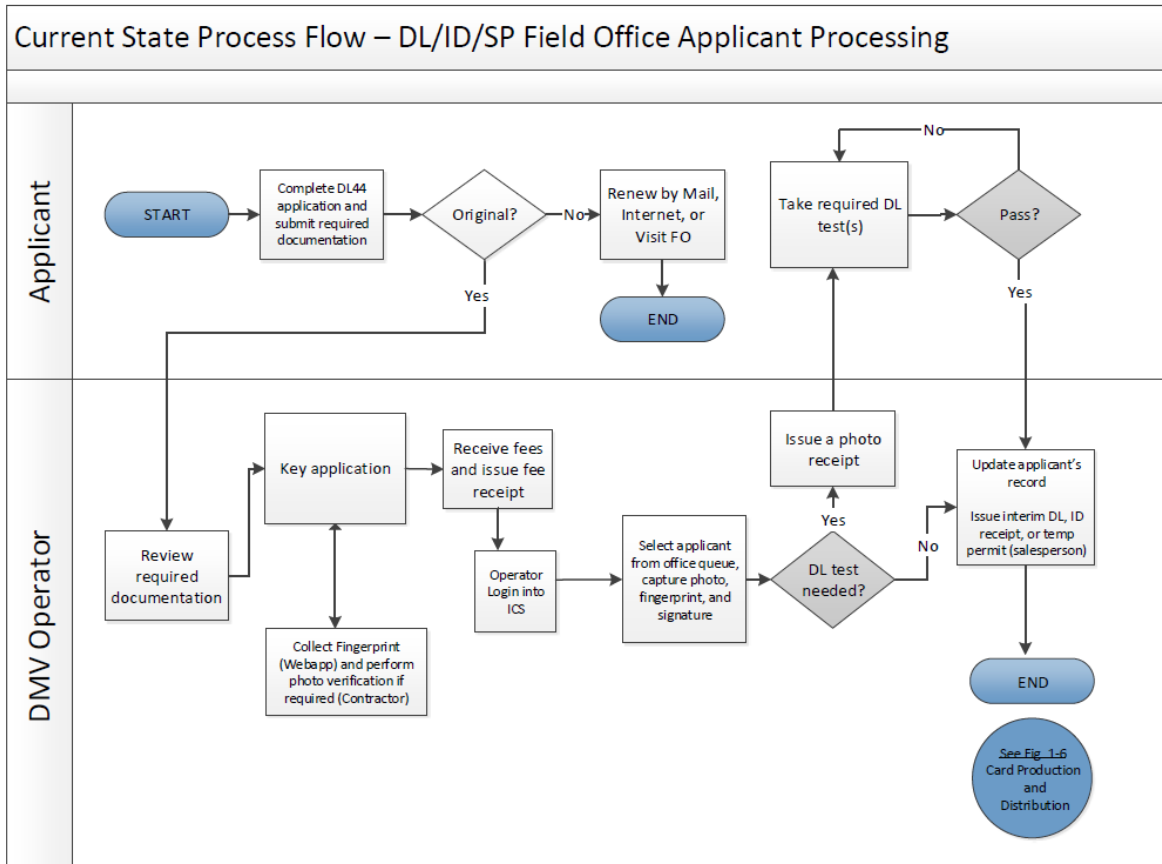 Current State Process Flow – DL/ID/SP Field Office Applicant Processing
Applicant
START
Complete DL44
application and
submit required
documentation
Original?
No
Renew by Mail,
Internet, or
Visit FO
END
Yes
Take required DL
test(s)
No
Pass?
Yes
DMV Operator
Review
required
documentation
Key application
Collect Fingerprint
(Webapp) and perform
photo verification if
required (Contractor)
Receive fees
and issue fee
receipt
Operator
Login into
ICS
Select applicant
from office queue,
capture photo,
fingerprint, and
signature
DL test
needed?
Yes
Issue a photo
receipt
No
Update applicant's
record
Issue interim DL, ID
receipt, or temp
permit (salesperson)
END
See Fig. 1-6
Card Production
and
Distribution